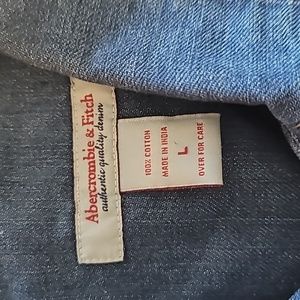 Abercrombie & Fitch
authentic quality denim
100% COTTON
MADE IN INDIA
L
OVER FOR CARE